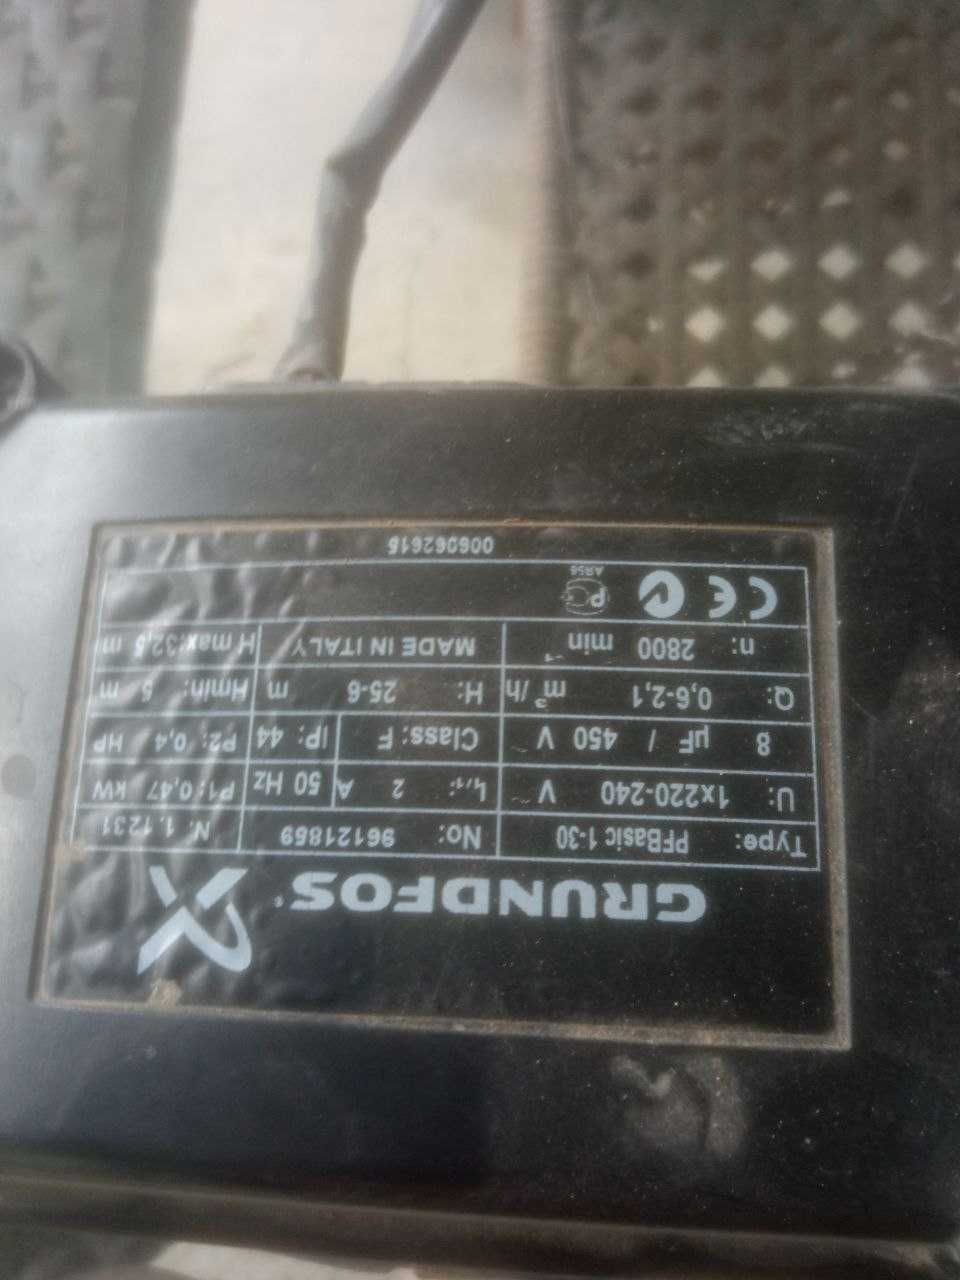 GRUNDFOS®
Type: PFBasic 1-30 No: 96121859 N. 1.1231
U: 1x220-240 V I₁/₁: 2 A 50 Hz P1: 0,47 kW
8 µF / 450 V Class: F IP: 44 P2: 0,4 HP
Q: 0,6-2,1 m³/h H: 25-6 m Hmin: 5 m
n: 2800 min⁻¹ MADE IN ITALY H max: 32,5 m
CE PC
AR56
006062615